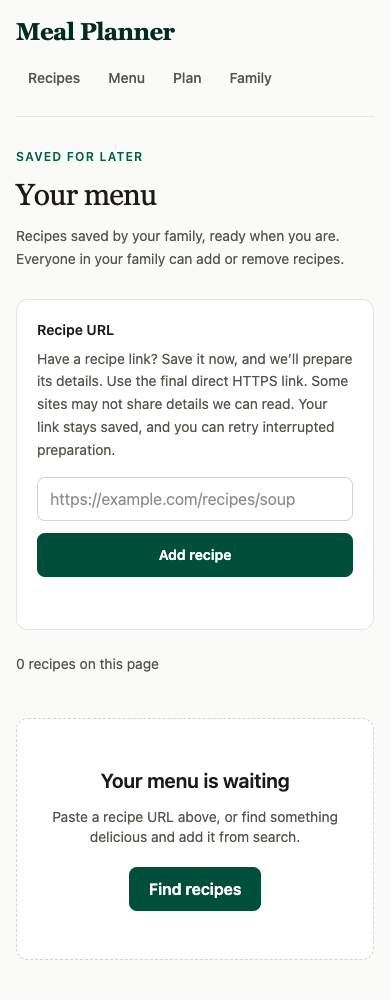 Meal Planner
Recipes Menu Plan Family
SAVED FOR LATER
Your menu
Recipes saved by your family, ready when you are.
Everyone in your family can add or remove recipes.
Recipe URL
Have a recipe link? Save it now, and we’ll prepare
its details. Use the final direct HTTPS link. Some
sites may not share details we can read. Your
link stays saved, and you can retry interrupted
preparation.
https://example.com/recipes/soup
Add recipe
0 recipes on this page
Your menu is waiting
Paste a recipe URL above, or find something
delicious and add it from search.
Find recipes